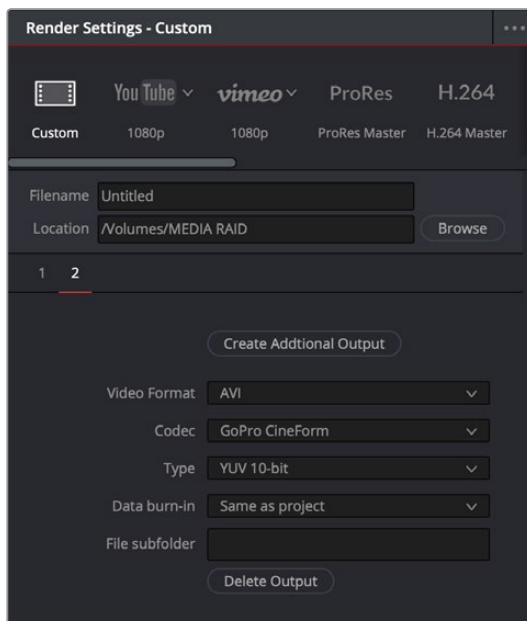 Render Settings - Custom
YouTube vimeo ProRes H.264
Custom 1080p 1080p ProRes Master H.264 Master
Filename Untitled
Location /Volumes/MEDIA RAID Browse
1 2
Create Addtional Output
Video Format AVI
Codec GoPro CineForm
Type YUV 10-bit
Data burn-in Same as project
File subfolder
Delete Output